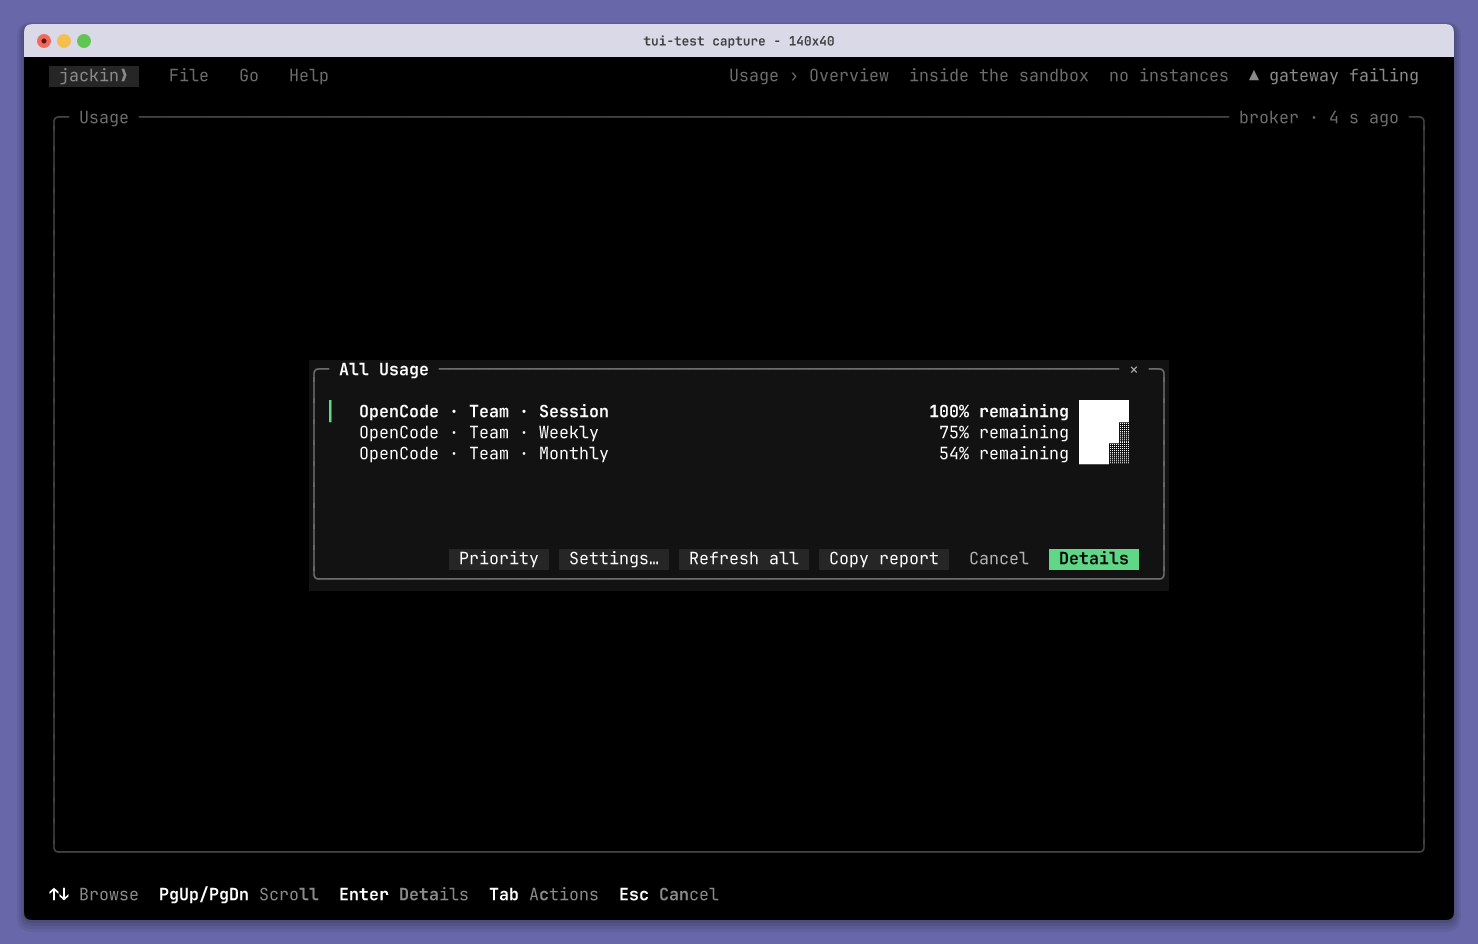 tui-test capture - 140x40
jackin❯ File Go Help Usage › Overview inside the sandbox no instances ▲ gateway failing
Usage broker · 4 s ago
All Usage ×
OpenCode · Team · Session 100% remaining
OpenCode · Team · Weekly 75% remaining
OpenCode · Team · Monthly 54% remaining
Priority Settings… Refresh all Copy report Cancel Details
↑↓ Browse PgUp/PgDn Scroll Enter Details Tab Actions Esc Cancel